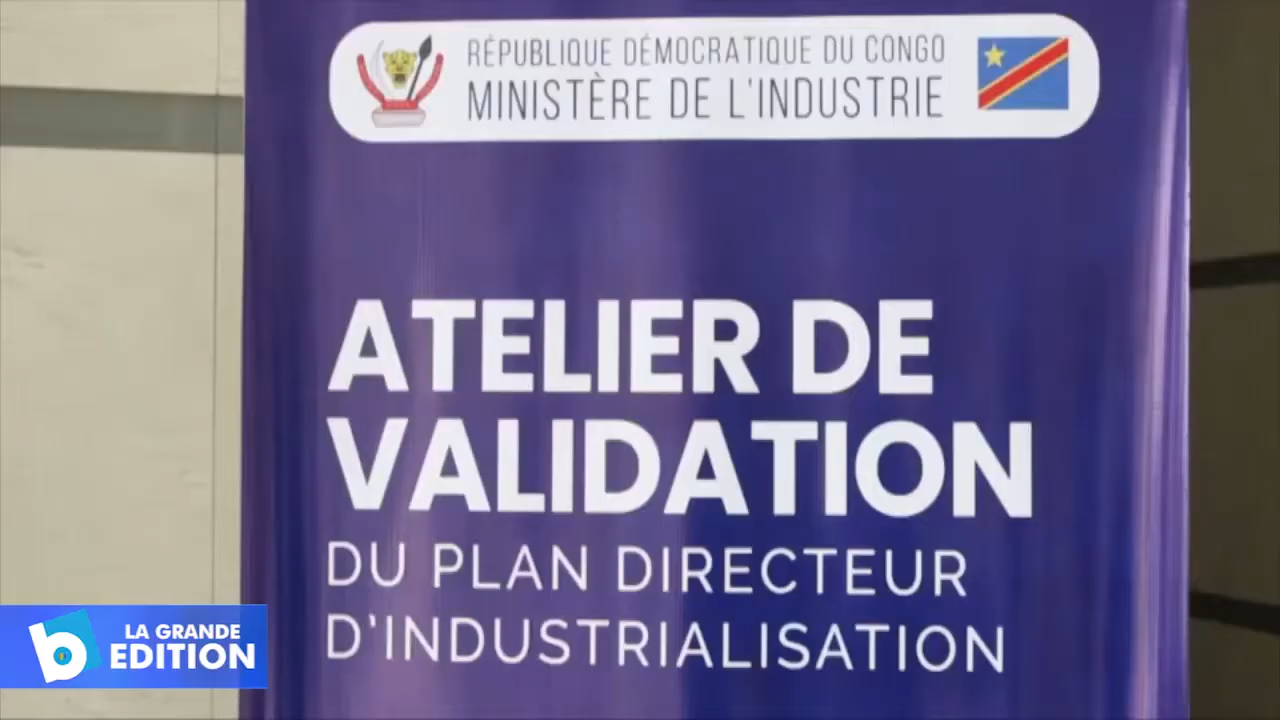 RÉPUBLIQUE DÉMOCRATIQUE DU CONGO
MINISTÈRE DE L'INDUSTRIE
ATELIER DE
VALIDATION
DU PLAN DIRECTEUR
D'INDUSTRIALISATION
b LA GRANDE
EDITION